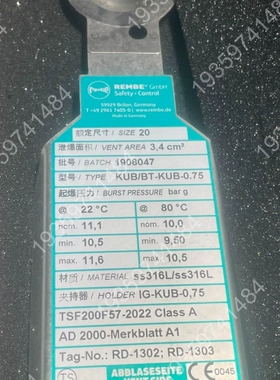 REMBE® GmbH
Safety + Control
59929 Brilon, Germany
T +49 2961 7405-0 | www.rembe.de
额定尺寸 / SIZE 20
泄爆面积 / VENT AREA 3,4 cm²
批号 / BATCH 1908047
型号 / TYPE KUB/BT-KUB-0.75
起爆压力 / BURST PRESSURE bar g
@ 22 °C @ 80 °C
nom. 11,1 nom. 10,0
min. 10,5 min. 9,50
max. 11,6 max. 10,5
材质 / MATERIAL ss316L/ss316L
夹持器 / HOLDER IG-KUB-0,75
TSF200F57-2022 Class A
AD 2000-Merkblatt A1
Tag-No.: RD-1302; RD-1303
TS ABBLASESEITE CE 0045
19359741484